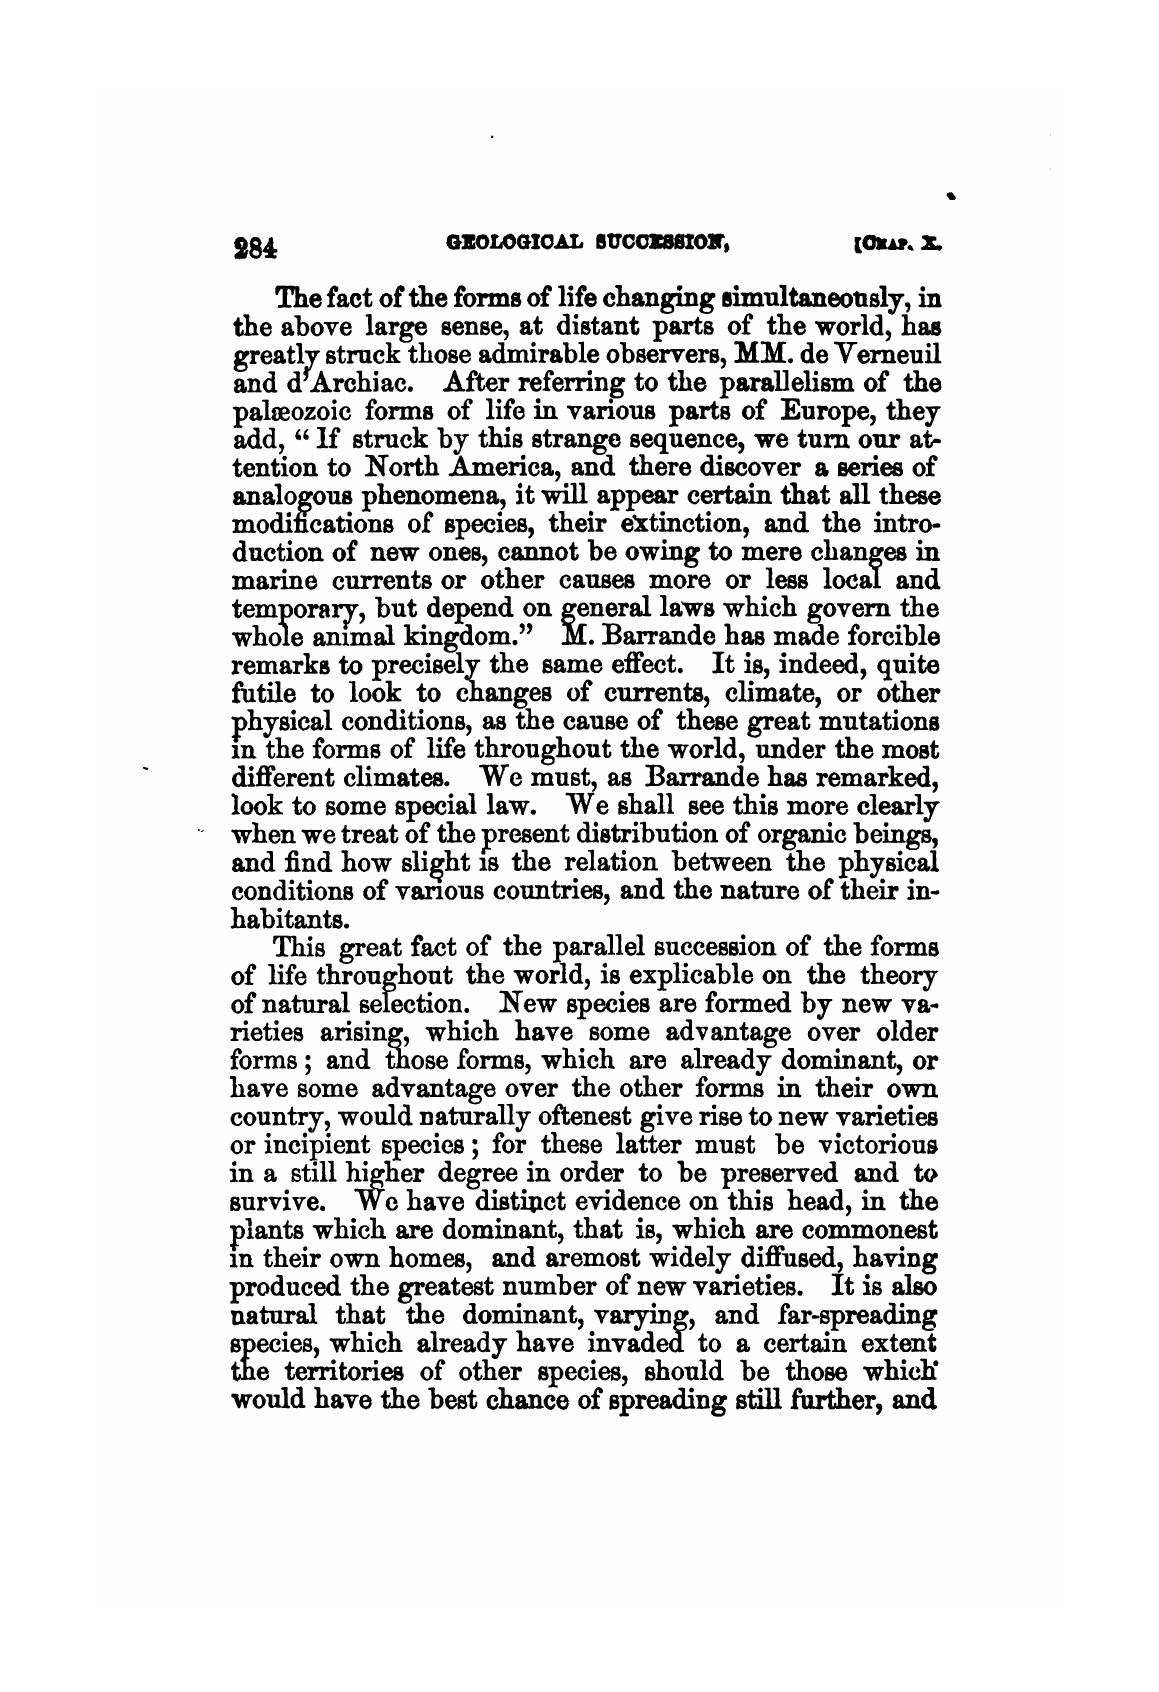 284 GEOLOGICAL SUCCESSION, [CHAP. X.
The fact of the forms of life changing simultaneously, in
the above large sense, at distant parts of the world, has
greatly struck those admirable observers, MM. de Verneuil
and d'Archiac. After referring to the parallelism of the
palæozoic forms of life in various parts of Europe, they
add, “ If struck by this strange sequence, we turn our at-
tention to North America, and there discover a series of
analogous phenomena, it will appear certain that all these
modifications of species, their extinction, and the intro-
duction of new ones, cannot be owing to mere changes in
marine currents or other causes more or less local and
temporary, but depend on general laws which govern the
whole animal kingdom.” M. Barrande has made forcible
remarks to precisely the same effect. It is, indeed, quite
futile to look to changes of currents, climate, or other
physical conditions, as the cause of these great mutations
in the forms of life throughout the world, under the most
different climates. We must, as Barrande has remarked,
look to some special law. We shall see this more clearly
when we treat of the present distribution of organic beings,
and find how slight is the relation between the physical
conditions of various countries, and the nature of their in-
habitants.
This great fact of the parallel succession of the forms
of life throughout the world, is explicable on the theory
of natural selection. New species are formed by new va-
rieties arising, which have some advantage over older
forms ; and those forms, which are already dominant, or
have some advantage over the other forms in their own
country, would naturally oftenest give rise to new varieties
or incipient species ; for these latter must be victorious
in a still higher degree in order to be preserved and to
survive. We have distinct evidence on this head, in the
plants which are dominant, that is, which are commonest
in their own homes, and aremost widely diffused, having
produced the greatest number of new varieties. It is also
natural that the dominant, varying, and far-spreading
species, which already have invaded to a certain extent
the territories of other species, should be those which
would have the best chance of spreading still further, and